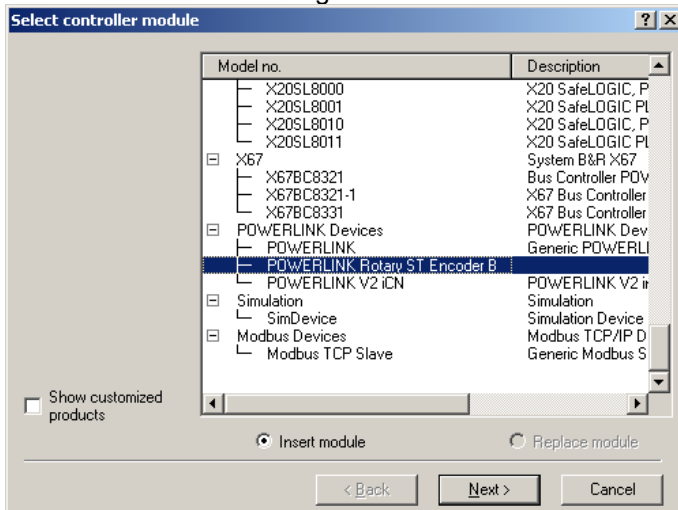 Select controller module
Model no. Description
X20SL8000 X20 SafeLOGIC, P
X20SL8001 X20 SafeLOGIC PL
X20SL8010 X20 SafeLOGIC, P
X20SL8011 X20 SafeLOGIC PL
X67 System B&R X67
X67BC8321 Bus Controller POW
X67BC8321-1 X67 Bus Controller
X67BC8331 X67 Bus Controller
POWERLINK Devices POWERLINK Dev
POWERLINK Generic POWERLI
POWERLINK Rotary ST Encoder B
POWERLINK V2 iCN POWERLINK V2 ir
Simulation Simulation
SimDevice Simulation Device
Modbus Devices Modbus TCP/IP D
Modbus TCP Slave Generic Modbus S
Show customized
products
Insert module Replace module
< Back Next > Cancel